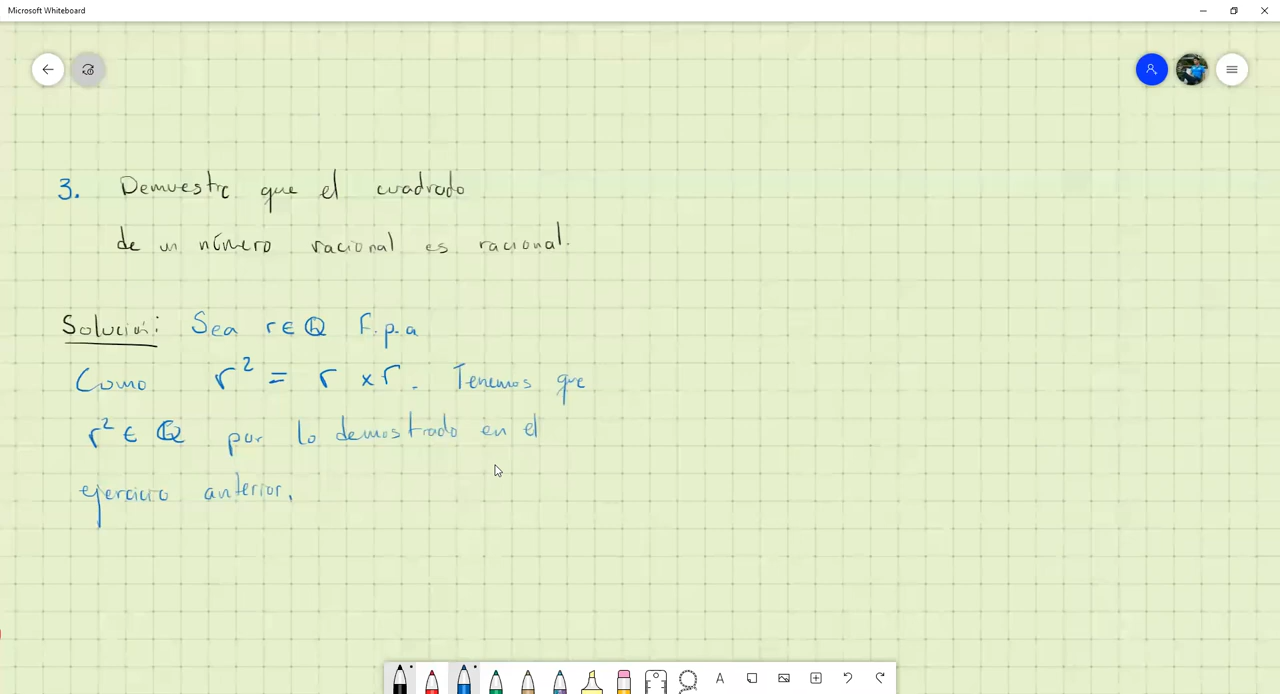 Microsoft Whiteboard
3. Demuestre que el cuadrado
de un número racional es racional.
Solución: Sea r ∈ ℚ F.p.a
Como r² = r × r. Tenemos que
r² ∈ ℚ por lo demostrado en el
ejercicio anterior.